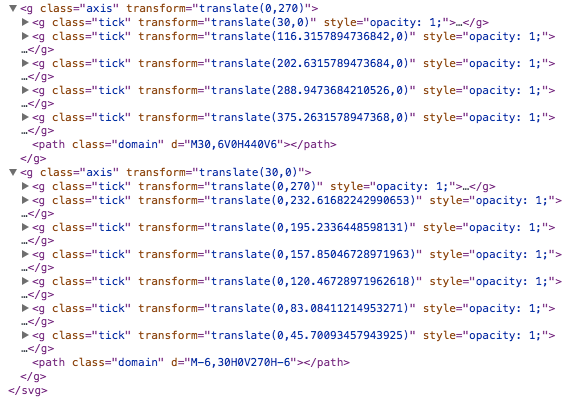 ▼<g class="axis" transform="translate(0,270)">
▶<g class="tick" transform="translate(30,0)" style="opacity: 1;">…</g>
▶<g class="tick" transform="translate(116.3157894736842,0)" style="opacity: 1;">
…</g>
▶<g class="tick" transform="translate(202.6315789473684,0)" style="opacity: 1;">
…</g>
▶<g class="tick" transform="translate(288.9473684210526,0)" style="opacity: 1;">
…</g>
▶<g class="tick" transform="translate(375.2631578947368,0)" style="opacity: 1;">
…</g>
<path class="domain" d="M30,6V0H440V6"></path>
</g>
▼<g class="axis" transform="translate(30,0)">
▶<g class="tick" transform="translate(0,270)" style="opacity: 1;">…</g>
▶<g class="tick" transform="translate(0,232.61682242990653)" style="opacity: 1;">
…</g>
▶<g class="tick" transform="translate(0,195.2336448598131)" style="opacity: 1;">
…</g>
▶<g class="tick" transform="translate(0,157.85046728971963)" style="opacity: 1;">
…</g>
▶<g class="tick" transform="translate(0,120.46728971962618)" style="opacity: 1;">
…</g>
▶<g class="tick" transform="translate(0,83.08411214953271)" style="opacity: 1;">
…</g>
▶<g class="tick" transform="translate(0,45.70093457943925)" style="opacity: 1;">
…</g>
<path class="domain" d="M-6,30H0V270H-6"></path>
</g>
</svg>